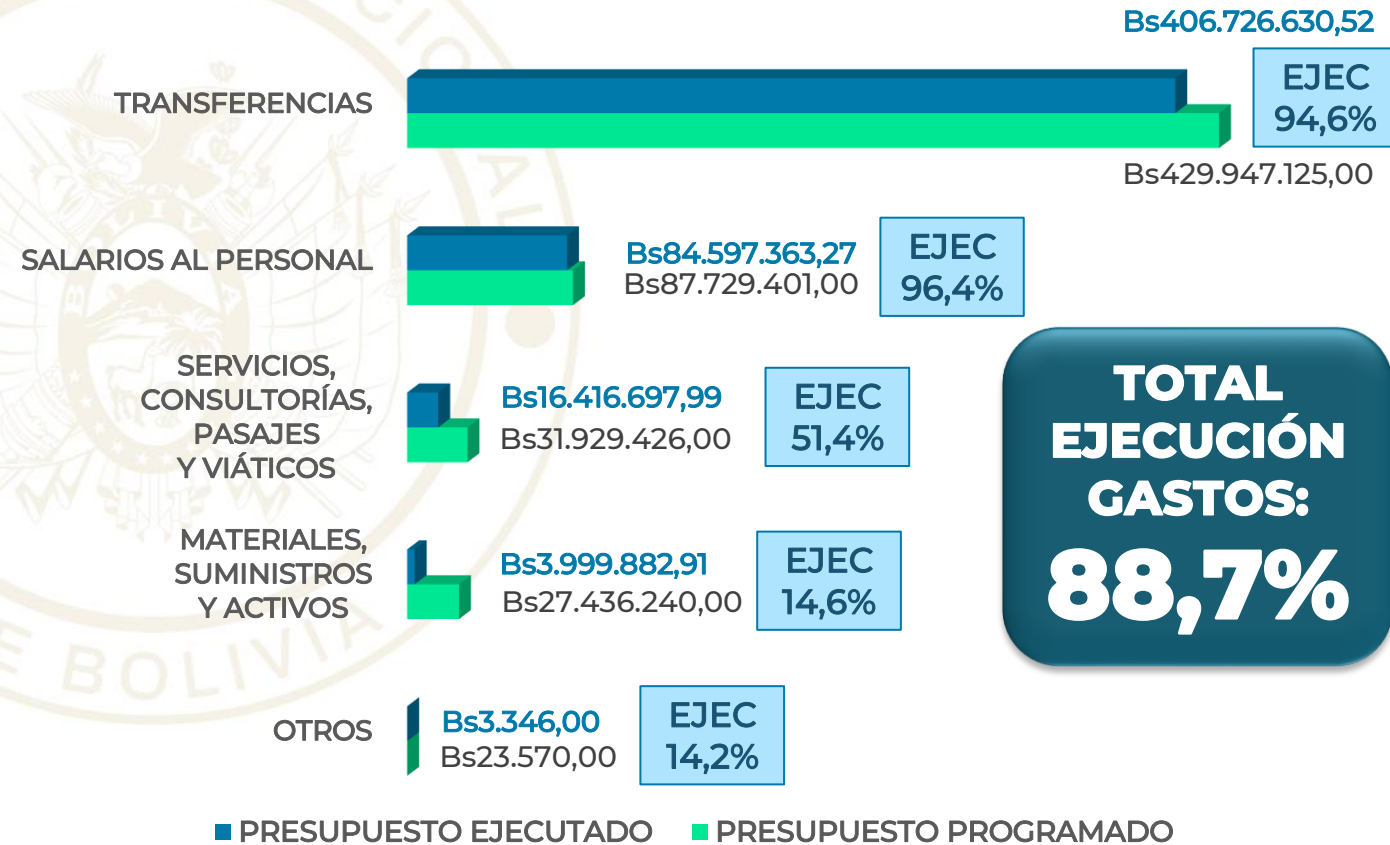 Bs406.726.630,52
TRANSFERENCIAS
EJEC
94,6%
Bs429.947.125,00
SALARIOS AL PERSONAL
Bs84.597.363,27
Bs87.729.401,00
EJEC
96,4%
SERVICIOS,
CONSULTORÍAS,
PASAJES
Y VIÁTICOS
Bs16.416.697,99
Bs31.929.426,00
EJEC
51,4%
TOTAL
EJECUCIÓN
GASTOS:
88,7%
MATERIALES,
SUMINISTROS
Y ACTIVOS
Bs3.999.882,91
Bs27.436.240,00
EJEC
14,6%
OTROS
Bs3.346,00
Bs23.570,00
EJEC
14,2%
PRESUPUESTO EJECUTADO
PRESUPUESTO PROGRAMADO
E BOLIVIA